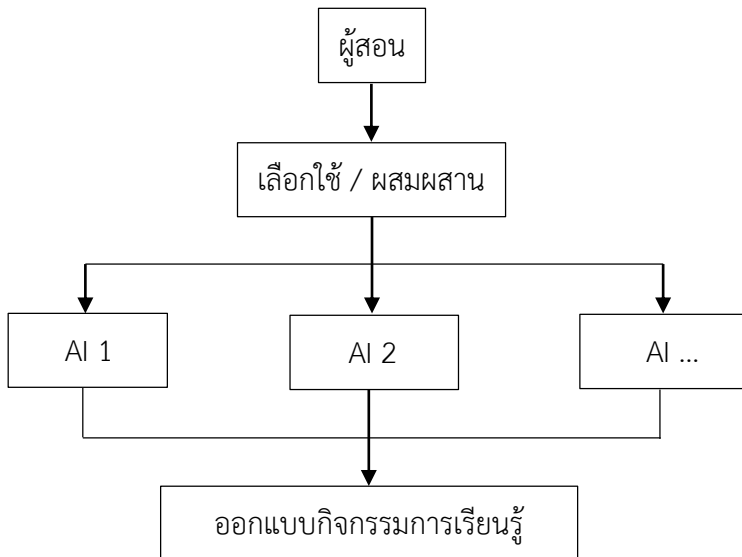 ผู้สอน
เลือกใช้ / ผสมผสาน
AI 1
AI 2
AI ...
ออกแบบกิจกรรมการเรียนรู้